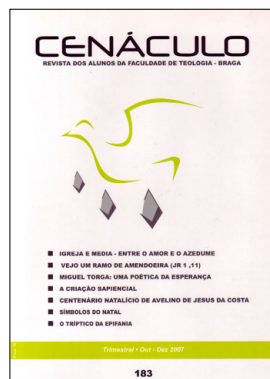 CENÁCULO
REVISTA DOS ALUNOS DA FACULDADE DE TEOLOGIA - BRAGA
IGREJA E MEDIA - ENTRE O AMOR E O AZEDUME
VEJO UM RAMO DE AMENDOEIRA (JR 1 ,11)
MIGUEL TORGA: UMA POÉTICA DA ESPERANÇA
A CRIAÇÃO SAPIENCIAL
CENTENÁRIO NATALÍCIO DE AVELINO DE JESUS DA COSTA
SÍMBOLOS DO NATAL
O TRÍPTICO DA EPIFANIA
Trimestral • Out - Dez 2007
183